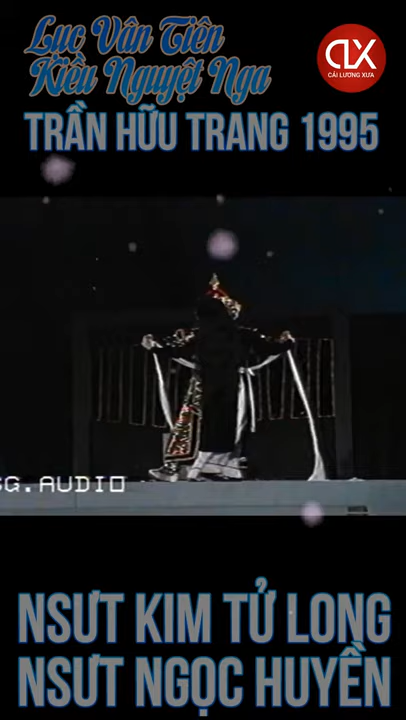 Lục Vân Tiên
Kiều Nguyệt Nga
CLX
CẢI LƯƠNG XƯA
TRẦN HỮU TRANG 1995
SG.AUDIO
NSƯT KIM TỬ LONG
NSƯT NGỌC HUYỀN